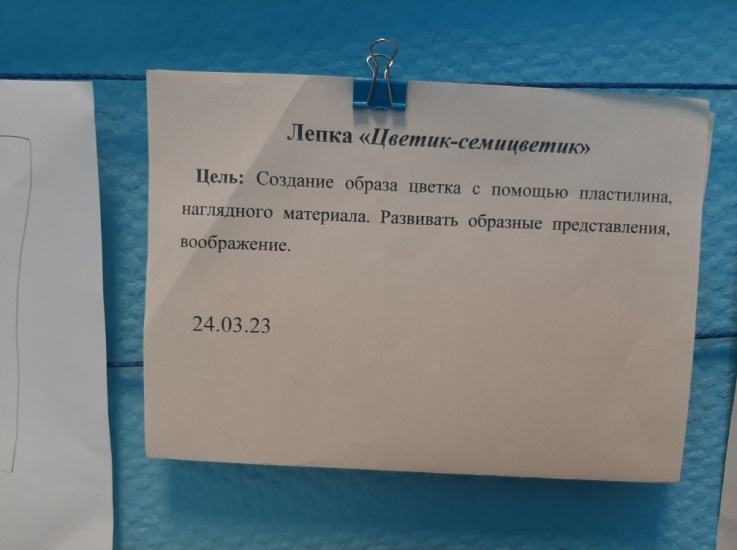 Лепка «Цветик-семицветик»
Цель: Создание образа цветка с помощью пластилина,
наглядного материала. Развивать образные представления,
воображение.
24.03.23